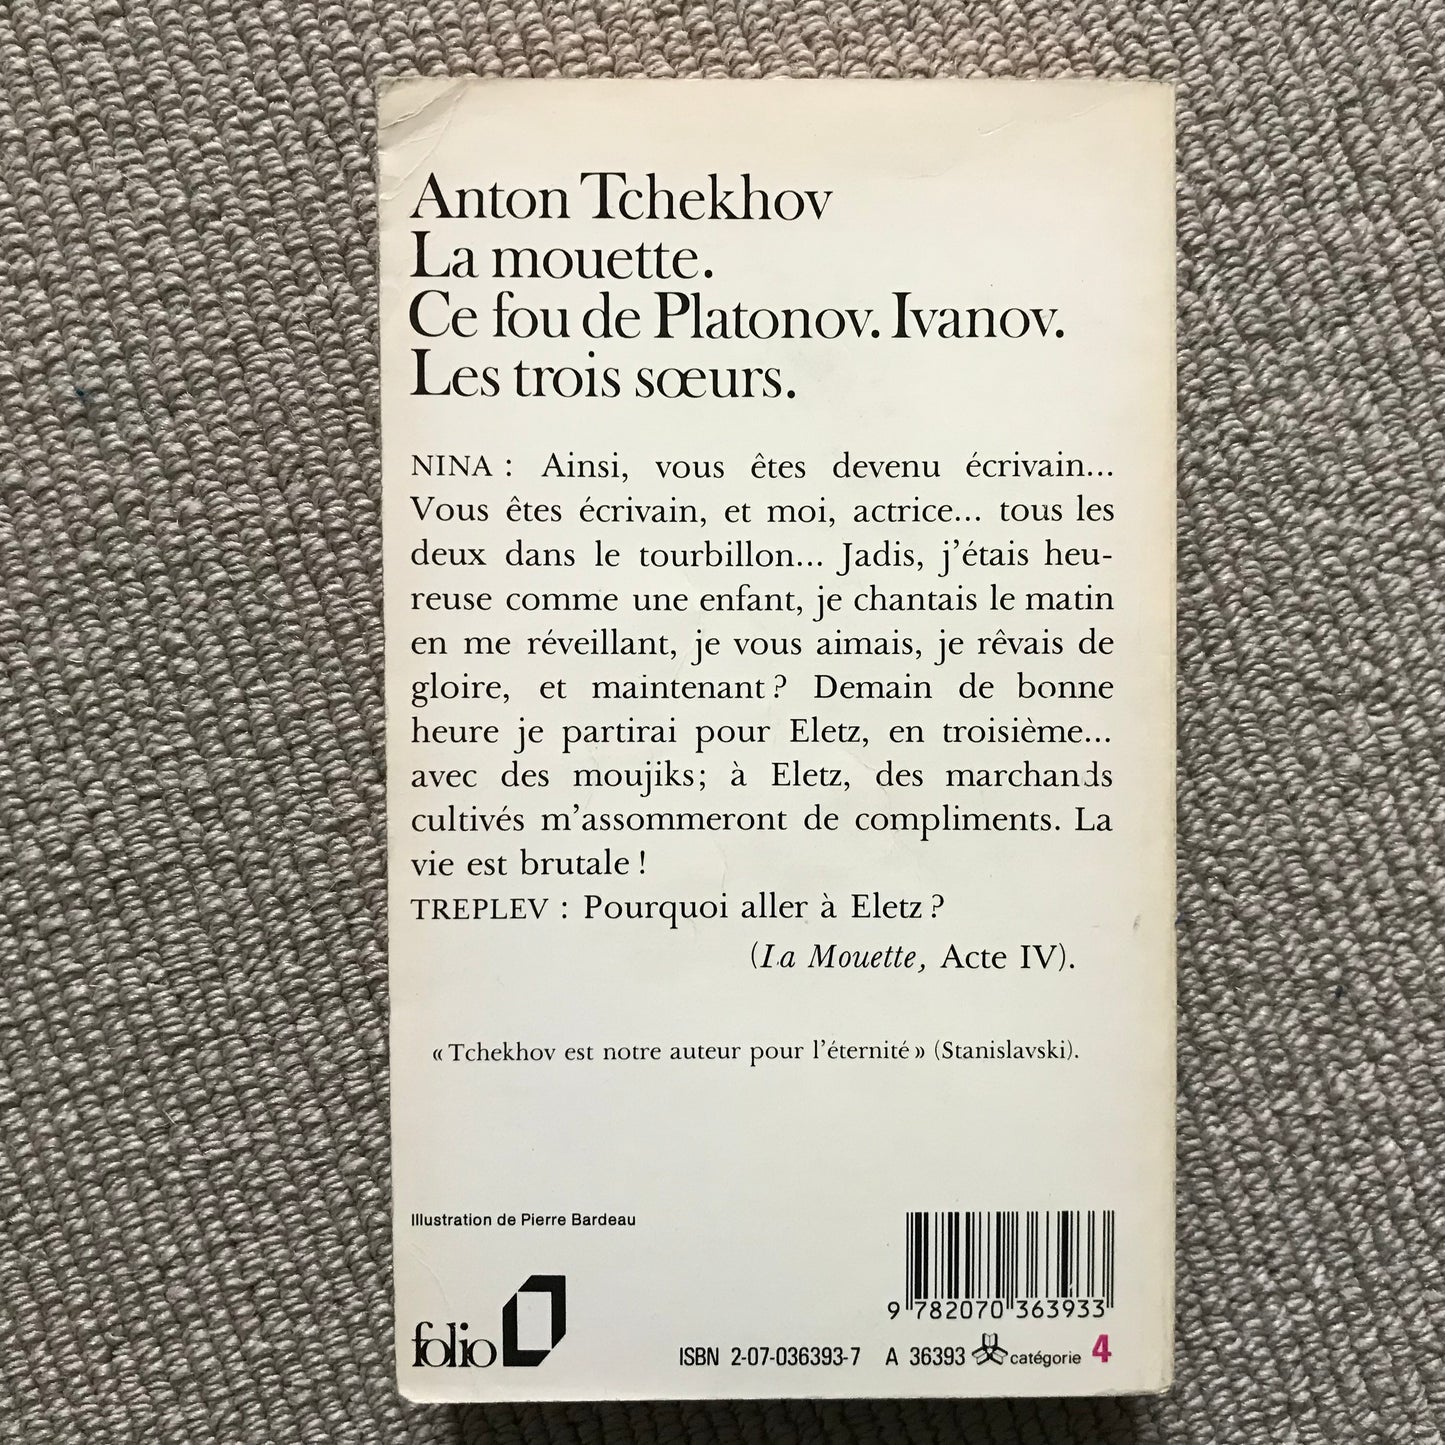 Anton Tchekhov
La mouette.
Ce fou de Platonov. Ivanov.
Les trois sœurs.
NINA : Ainsi, vous êtes devenu écrivain...
Vous êtes écrivain, et moi, actrice... tous les
deux dans le tourbillon... Jadis, j'étais heu-
reuse comme une enfant, je chantais le matin
en me réveillant, je vous aimais, je rêvais de
gloire, et maintenant ? Demain de bonne
heure je partirai pour Eletz, en troisième...
avec des moujiks; à Eletz, des marchands
cultivés m'assommeront de compliments. La
vie est brutale !
TREPLEV : Pourquoi aller à Eletz ?
(La Mouette, Acte IV).
« Tchekhov est notre auteur pour l'éternité » (Stanislavski).
Illustration de Pierre Bardeau
9 782070 363933
folio
ISBN 2-07-036393-7 A 36393 catégorie 4